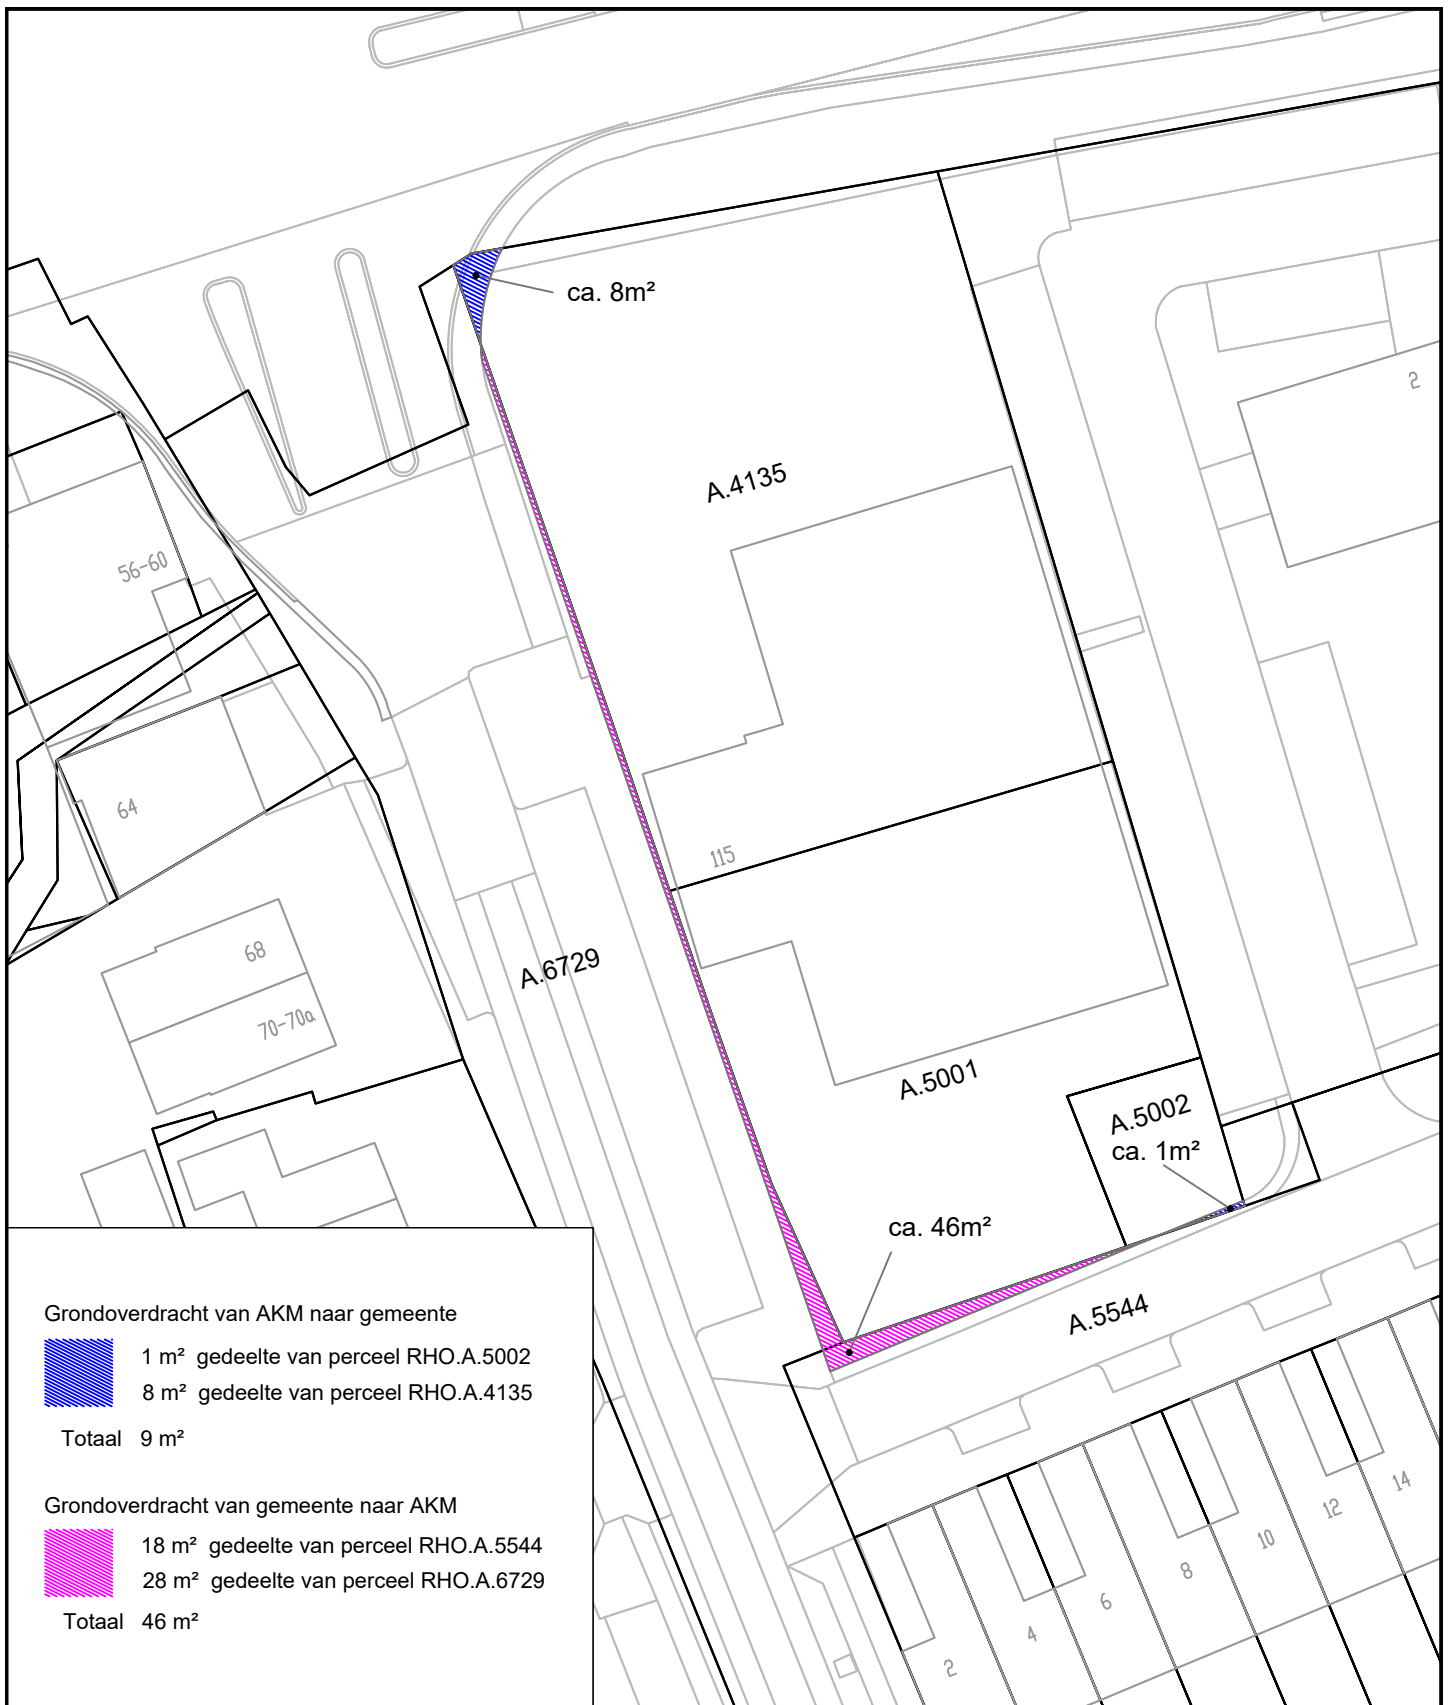 ca. 8m²
2
A.4135
56-60
64
115
68
A.6729
70-70a
A.5001
A.5002
ca. 1m²
ca. 46m²
A.5544
Grondoverdracht van AKM naar gemeente
1 m² gedeelte van perceel RHO.A.5002
8 m² gedeelte van perceel RHO.A.4135
Totaal 9 m²
Grondoverdracht van gemeente naar AKM
18 m² gedeelte van perceel RHO.A.5544
28 m² gedeelte van perceel RHO.A.6729
Totaal 46 m²
2
4
6
8
10
12
14